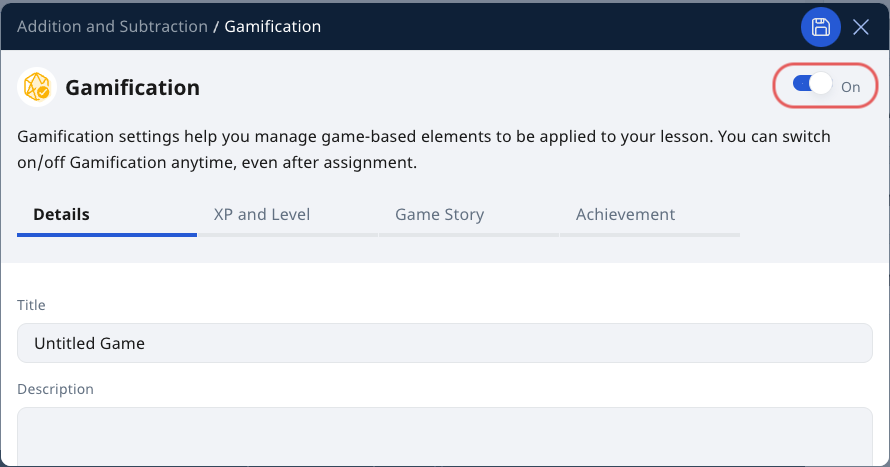 Addition and Subtraction / Gamification
Gamification
On
Gamification settings help you manage game-based elements to be applied to your lesson. You can switch
on/off Gamification anytime, even after assignment.
Details XP and Level Game Story Achievement
Title
Untitled Game
Description